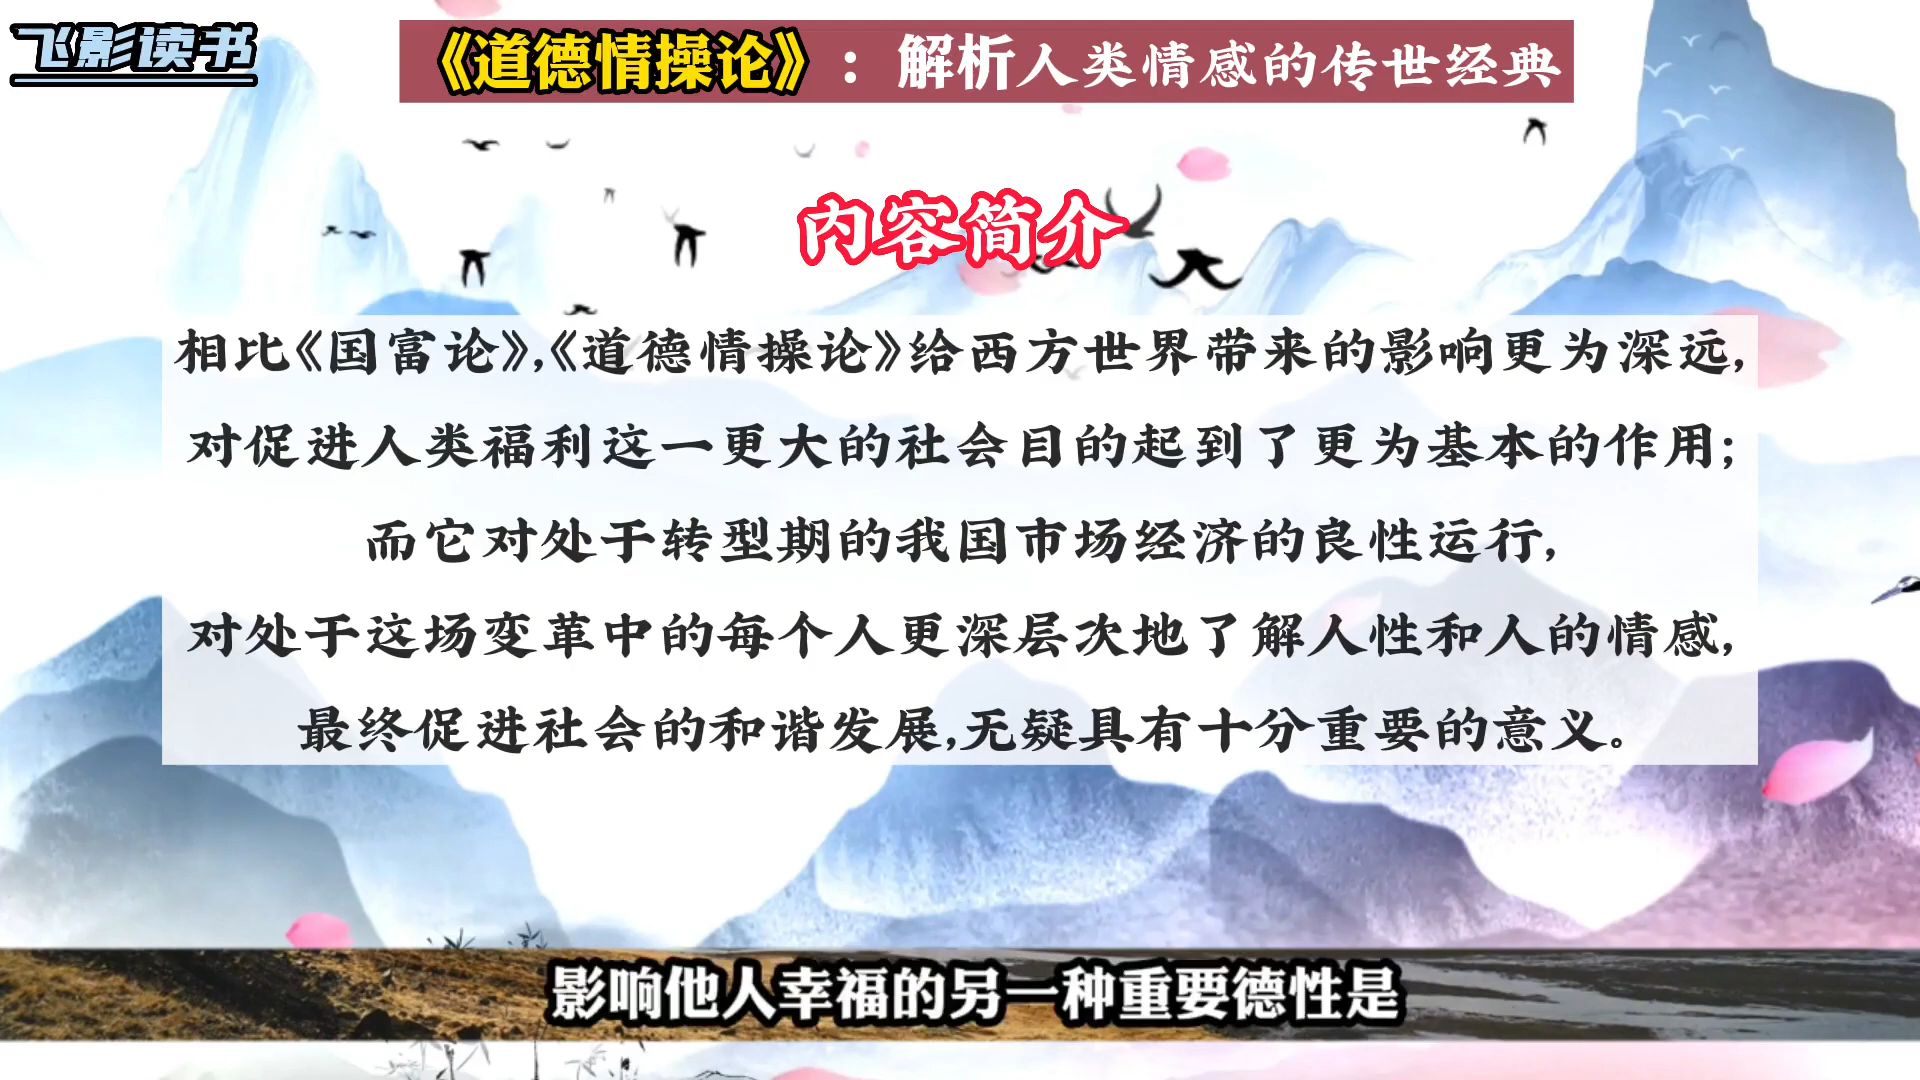 飞影读书
《道德情操论》：解析人类情感的传世经典
内容简介
相比《国富论》,《道德情操论》给西方世界带来的影响更为深远,
对促进人类福利这一更大的社会目的起到了更为基本的作用;
而它对处于转型期的我国市场经济的良性运行,
对处于这场变革中的每个人更深层次地了解人性和人的情感,
最终促进社会的和谐发展,无疑具有十分重要的意义。
影响他人幸福的另一种重要德性是